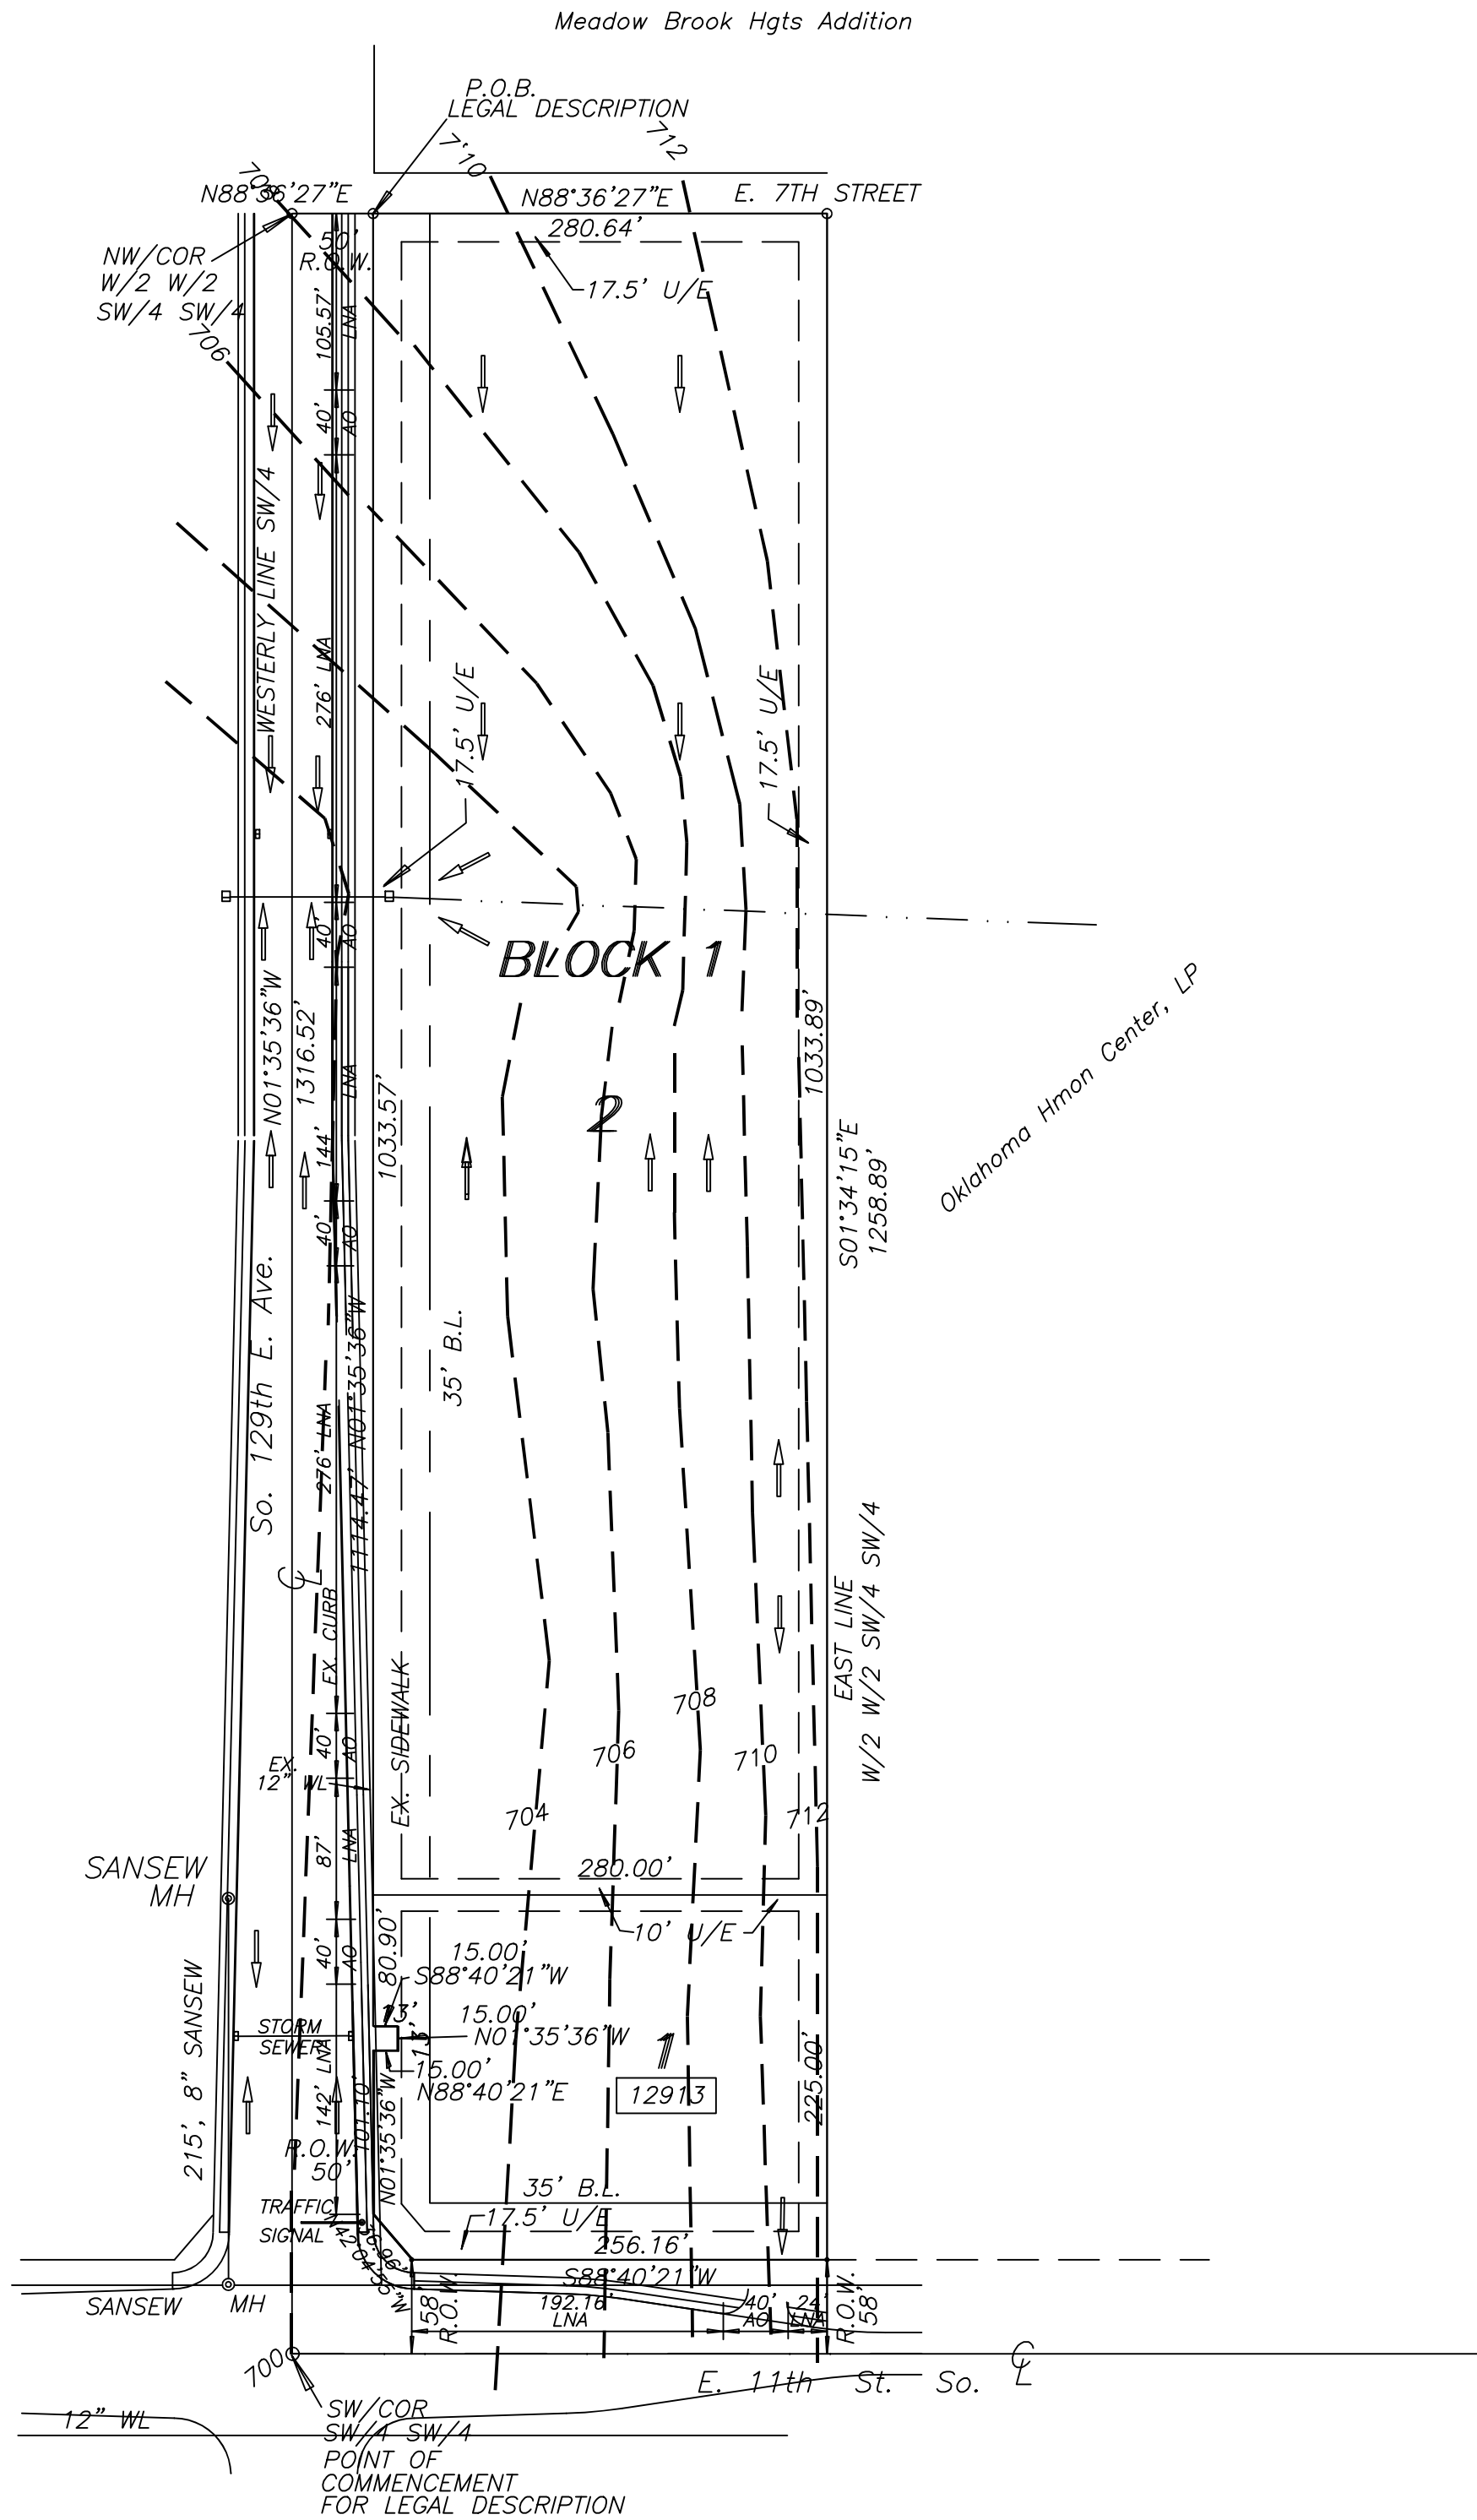 Meadow Brook Hgts Addition
P.O.B.
LEGAL DESCRIPTION
7'10
712
708
N88°36'27"E
N88°36'27"E
E. 7TH STREET
280.64'
50'
R.O.W.
NW/COR
W/2 W/2
SW/4 SW/4
17.5' U/E
706
105.57'
LNA
40'
AO
WESTERLY LINE SW/4
276' LNA
17.5' U/E
17.5' U/E
40'
AO
BLOCK 1
N01°35'36"W
1316.52'
LNA
144'
1033.57'
1033.89'
2
Oklahoma Hmon Center, LP
S01°34'15"E
1258.89'
40'
AO
So. 129th E. Ave.
N01°35'36"W
1114.47'
35' B.L.
276' LNA
CL
EX. CURB
EX. SIDEWALK
EAST LINE
W/2 W/2 SW/4 SW/4
708
706
710
704
712
40'
AO
EX.
12" WL
87'
LNA
280.00'
SANSEW
MH
10' U/E
40'
AO
80.90'
15.00'
S88°40'21"W
13'
15.00'
N01°35'36"W
13'
STORM
SEWER
15.00'
N88°40'21"E
1
12913
225.00'
215', 8" SANSEW
142' LNA
101.10'
N01°35'36"W
R.O.W.
50'
35' B.L.
17.5' U/E
TRAFFIC
SIGNAL
256.16'
S88°40'21"W
SANSEW
MH
58'
R.O.W.
192.16'
LNA
40'
AO
24'
LNA
R.O.W.
58'
700
E. 11th St. So.
CL
12" WL
SW/COR
SW/4 SW/4
POINT OF
COMMENCEMENT
FOR LEGAL DESCRIPTION